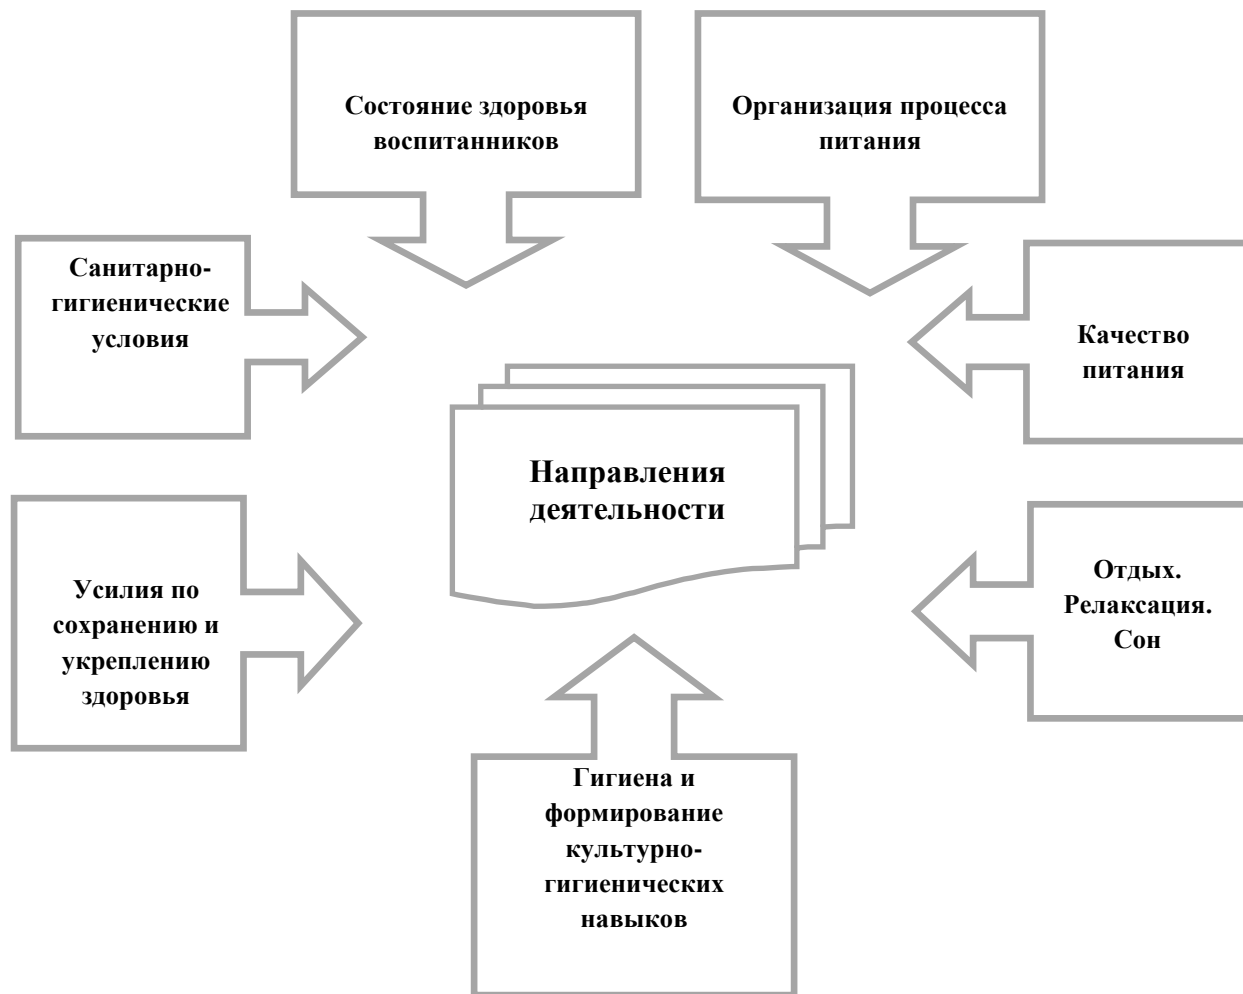 Состояние здоровья
воспитанников
Организация процесса
питания
Санитарно-
гигиенические
условия
Качество
питания
Направления
деятельности
Усилия по
сохранению и
укреплению
здоровья
Отдых.
Релаксация.
Сон
Гигиена и
формирование
культурно-
гигиенических
навыков